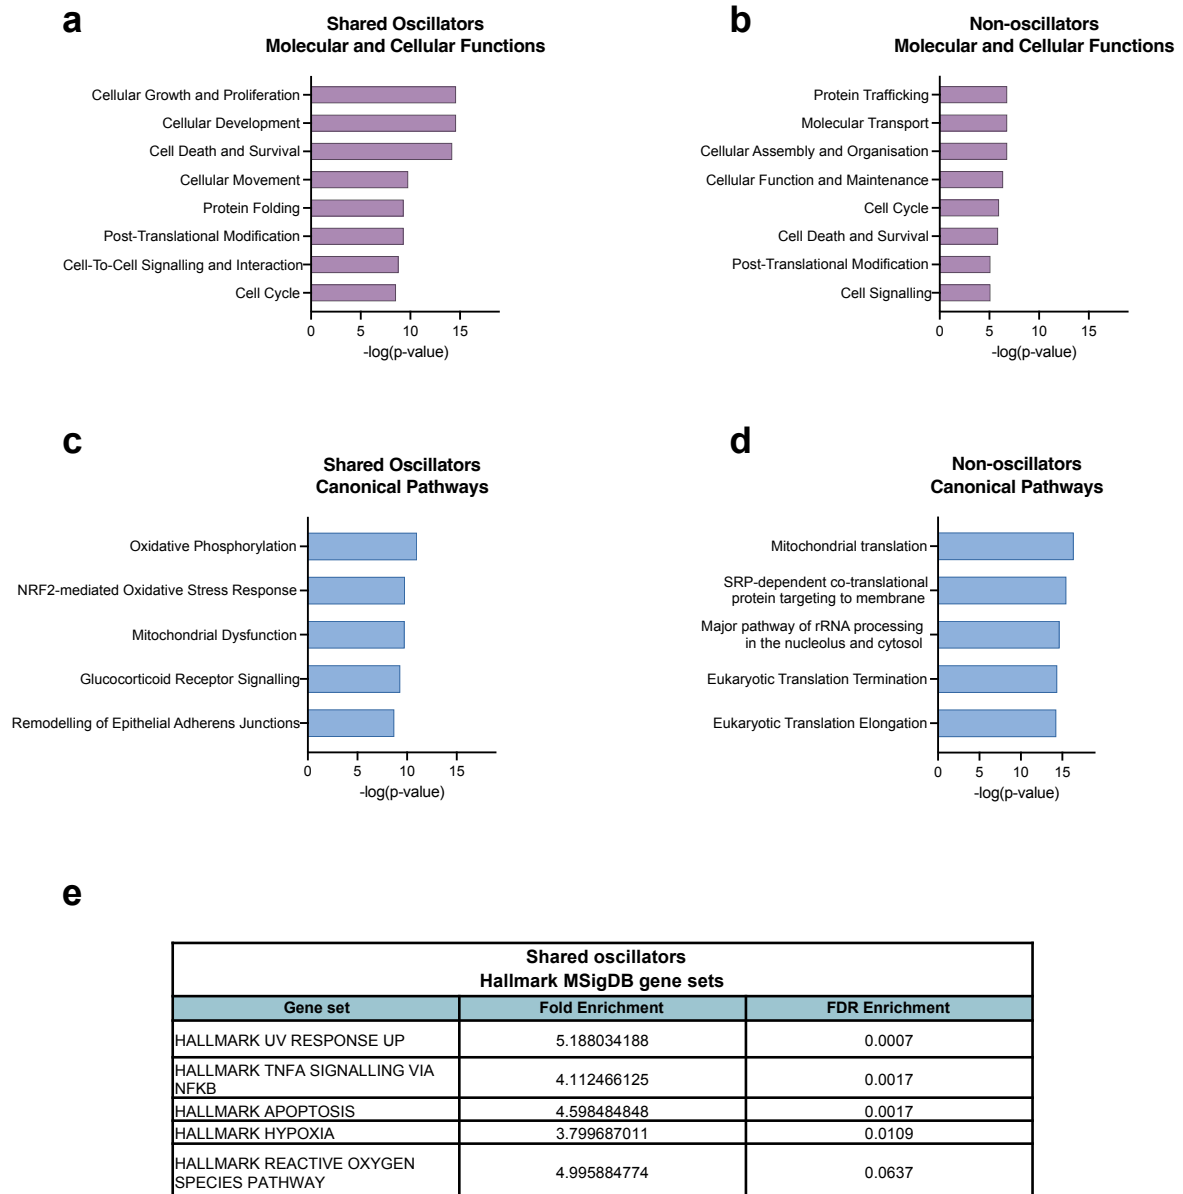 a
Shared Oscillators
Molecular and Cellular Functions
Cellular Growth and Proliferation
Cellular Development
Cell Death and Survival
Cellular Movement
Protein Folding
Post-Translational Modification
Cell-To-Cell Signalling and Interaction
Cell Cycle
0 5 10 15
-log(p-value)
b
Non-oscillators
Molecular and Cellular Functions
Protein Trafficking
Molecular Transport
Cellular Assembly and Organisation
Cellular Function and Maintenance
Cell Cycle
Cell Death and Survival
Post-Translational Modification
Cell Signalling
0 5 10 15
-log(p-value)
c
Shared Oscillators
Canonical Pathways
Oxidative Phosphorylation
NRF2-mediated Oxidative Stress Response
Mitochondrial Dysfunction
Glucocorticoid Receptor Signalling
Remodelling of Epithelial Adherens Junctions
0 5 10 15
-log(p-value)
d
Non-oscillators
Canonical Pathways
Mitochondrial translation
SRP-dependent co-translational
protein targeting to membrane
Major pathway of rRNA processing
in the nucleolus and cytosol
Eukaryotic Translation Termination
Eukaryotic Translation Elongation
0 5 10 15
-log(p-value)
e
Shared oscillators
Hallmark MSigDB gene sets
Gene set Fold Enrichment FDR Enrichment
HALLMARK UV RESPONSE UP 5.188034188 0.0007
HALLMARK TNFA SIGNALLING VIA
NFKB 4.112466125 0.0017
HALLMARK APOPTOSIS 4.598484848 0.0017
HALLMARK HYPOXIA 3.799687011 0.0109
HALLMARK REACTIVE OXYGEN
SPECIES PATHWAY 4.995884774 0.0637